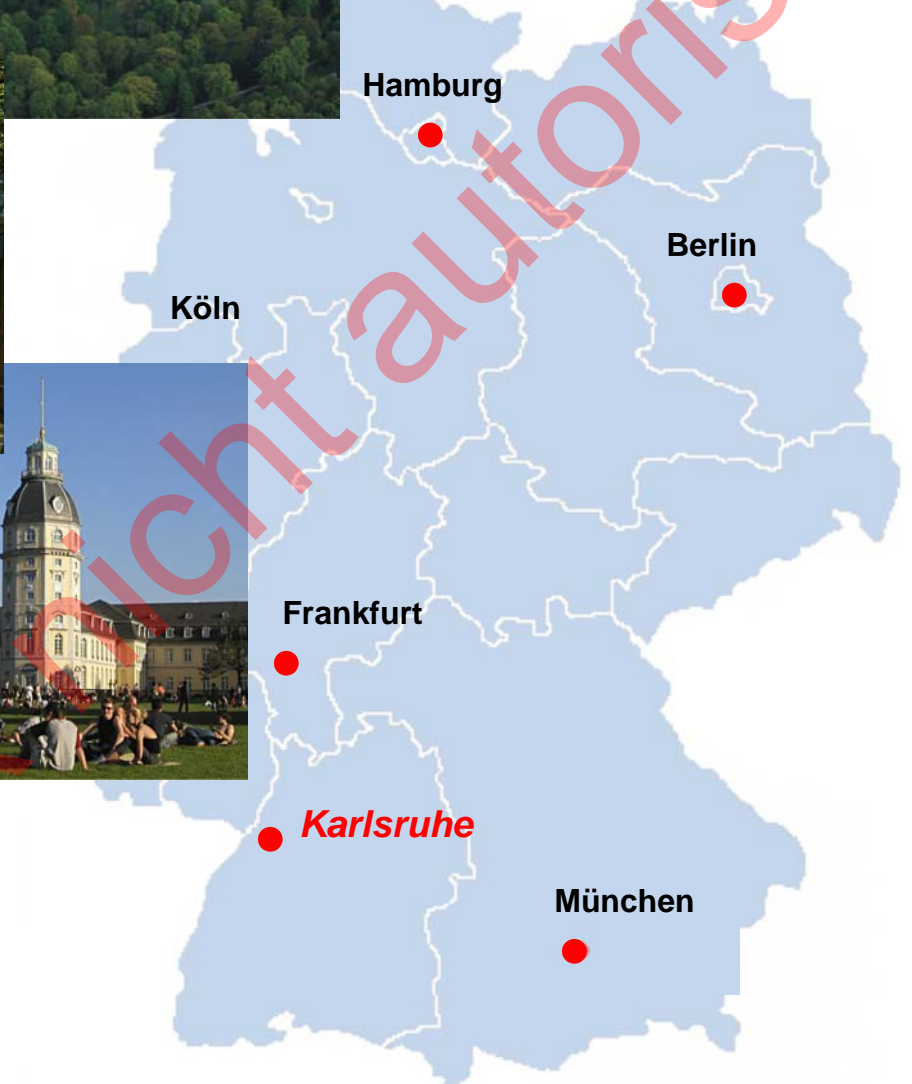 Hamburg
Berlin
Köln
Frankfurt
Karlsruhe
München
nicht autoris